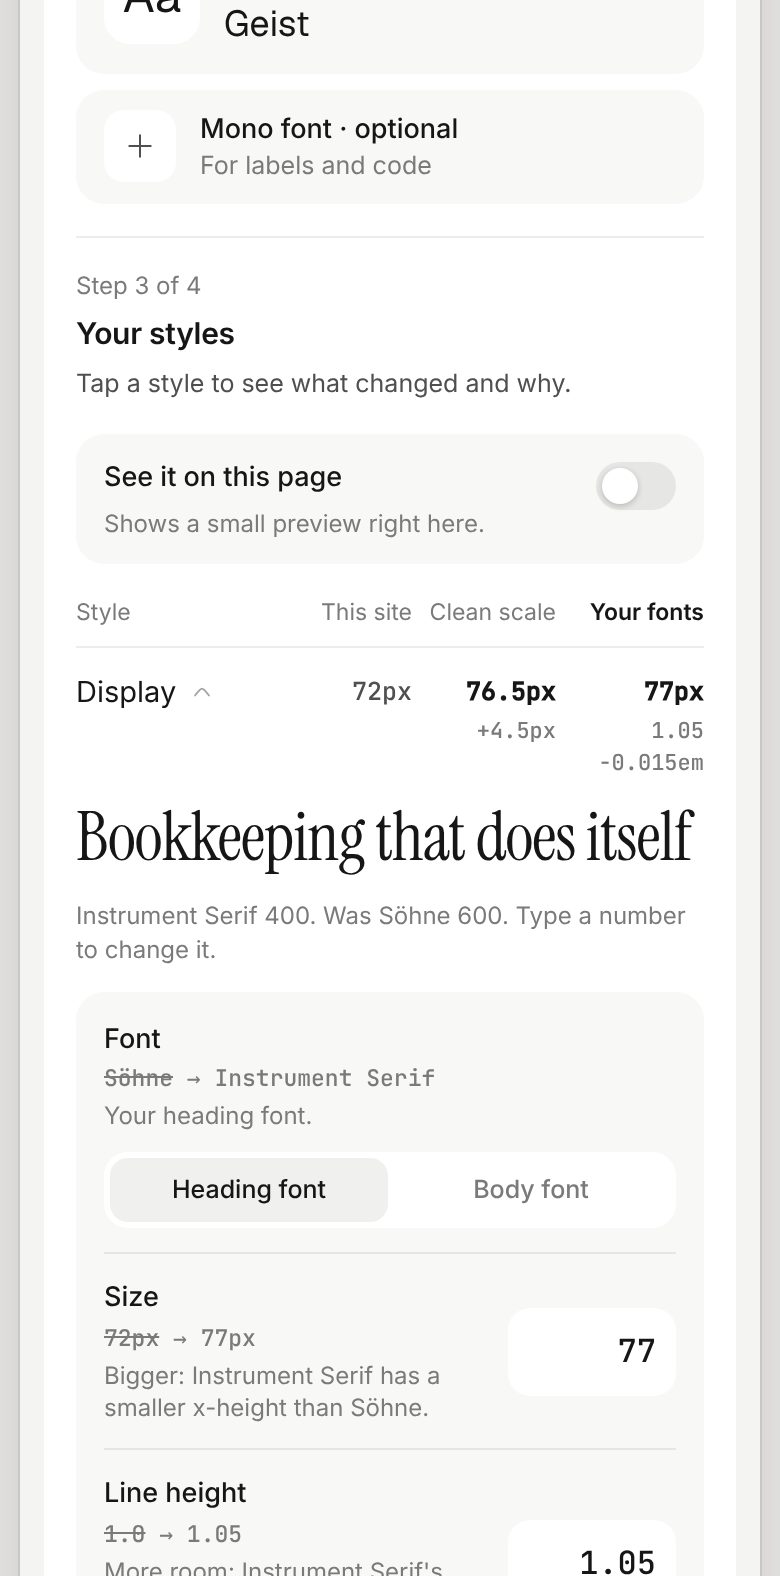 Aa
Geist
Mono font · optional
For labels and code
Step 3 of 4
Your styles
Tap a style to see what changed and why.
See it on this page
Shows a small preview right here.
Style This site Clean scale Your fonts
Display 72px 76.5px 77px
+4.5px 1.05
-0.015em
Bookkeeping that does itself
Instrument Serif 400. Was Söhne 600. Type a number
to change it.
Font
Söhne → Instrument Serif
Your heading font.
Heading font Body font
Size
72px → 77px
77
Bigger: Instrument Serif has a
smaller x-height than Söhne.
Line height
1.0 → 1.05
1.05
More room: Instrument Serif's